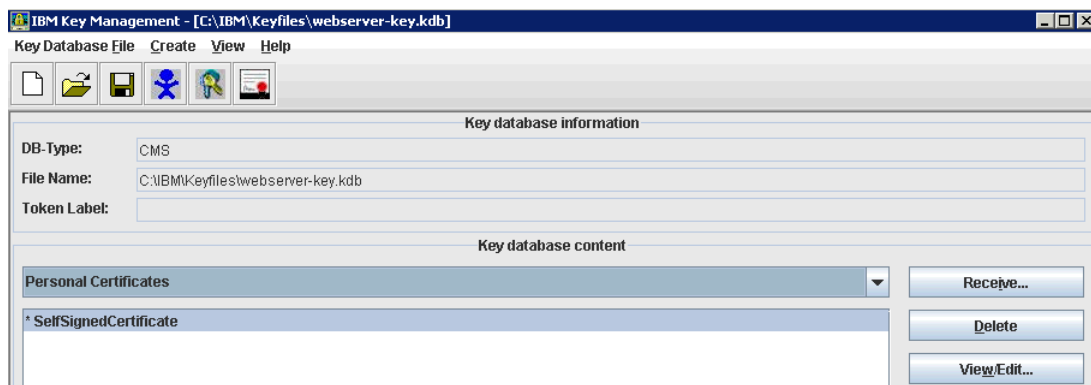 IBM Key Management - [C:\IBM\Keyfiles\webserver-key.kdb]
Key Database File Create View Help
Key database information
DB-Type: CMS
File Name: C:\IBM\Keyfiles\webserver-key.kdb
Token Label:
Key database content
Personal Certificates Receive...
* SelfSignedCertificate Delete
View/Edit...